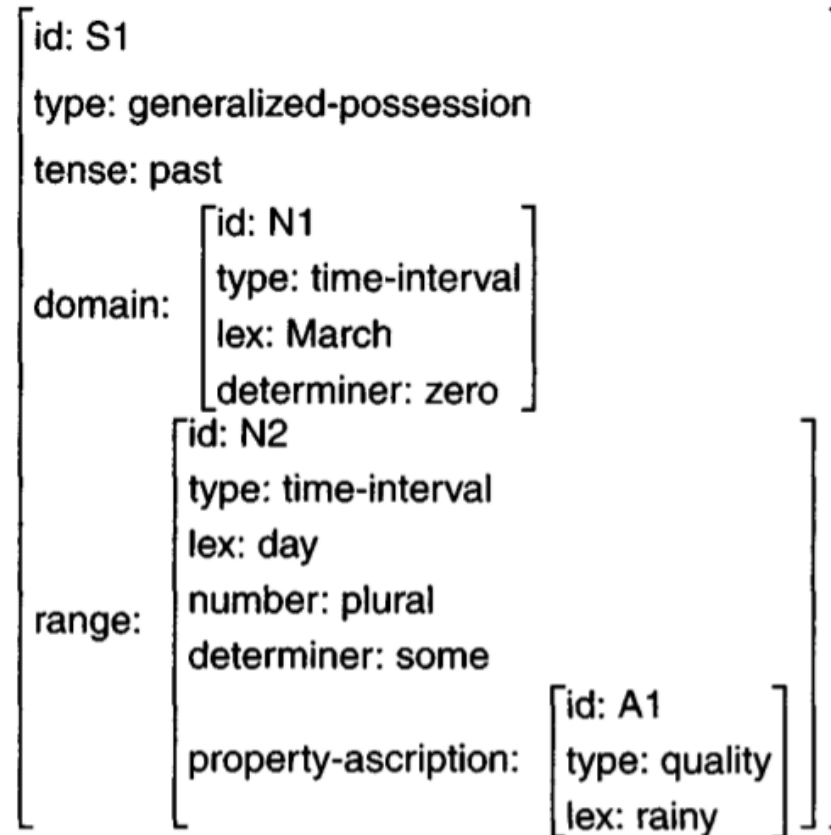 id: S1
type: generalized-possession
tense: past
domain:
id: N1
type: time-interval
lex: March
determiner: zero
range:
id: N2
type: time-interval
lex: day
number: plural
determiner: some
property-ascription:
id: A1
type: quality
lex: rainy